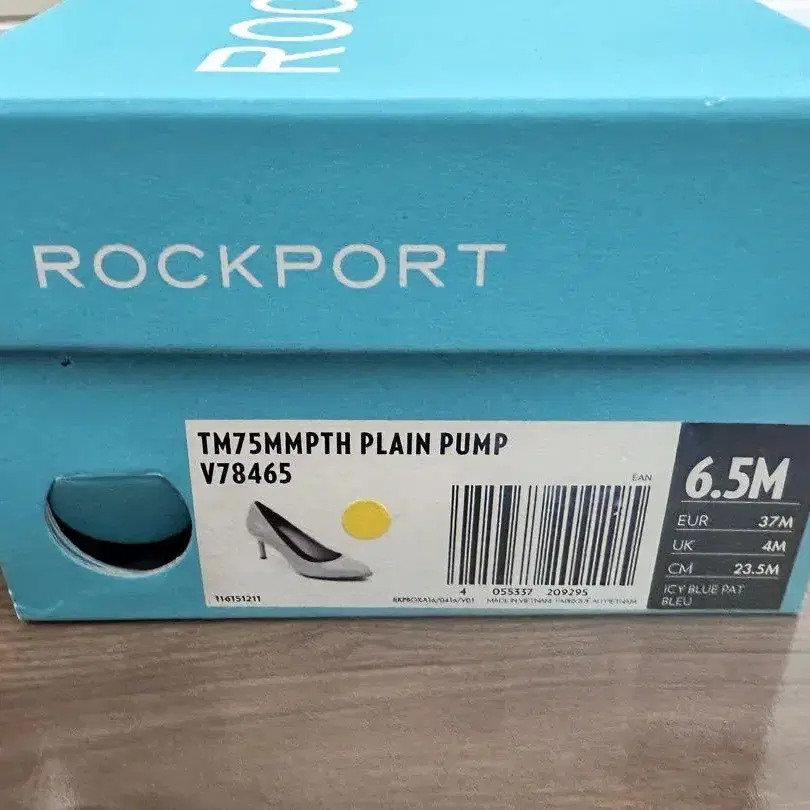 ROC
ROCKPORT
TM75MMPTH PLAIN PUMP
V78465
EAN
116151211
4 055337 209295
MADE IN VIETNAM
6.5M
EUR 37M
UK 4M
CM 23.5M
ICY BLUE PAT
BLEU